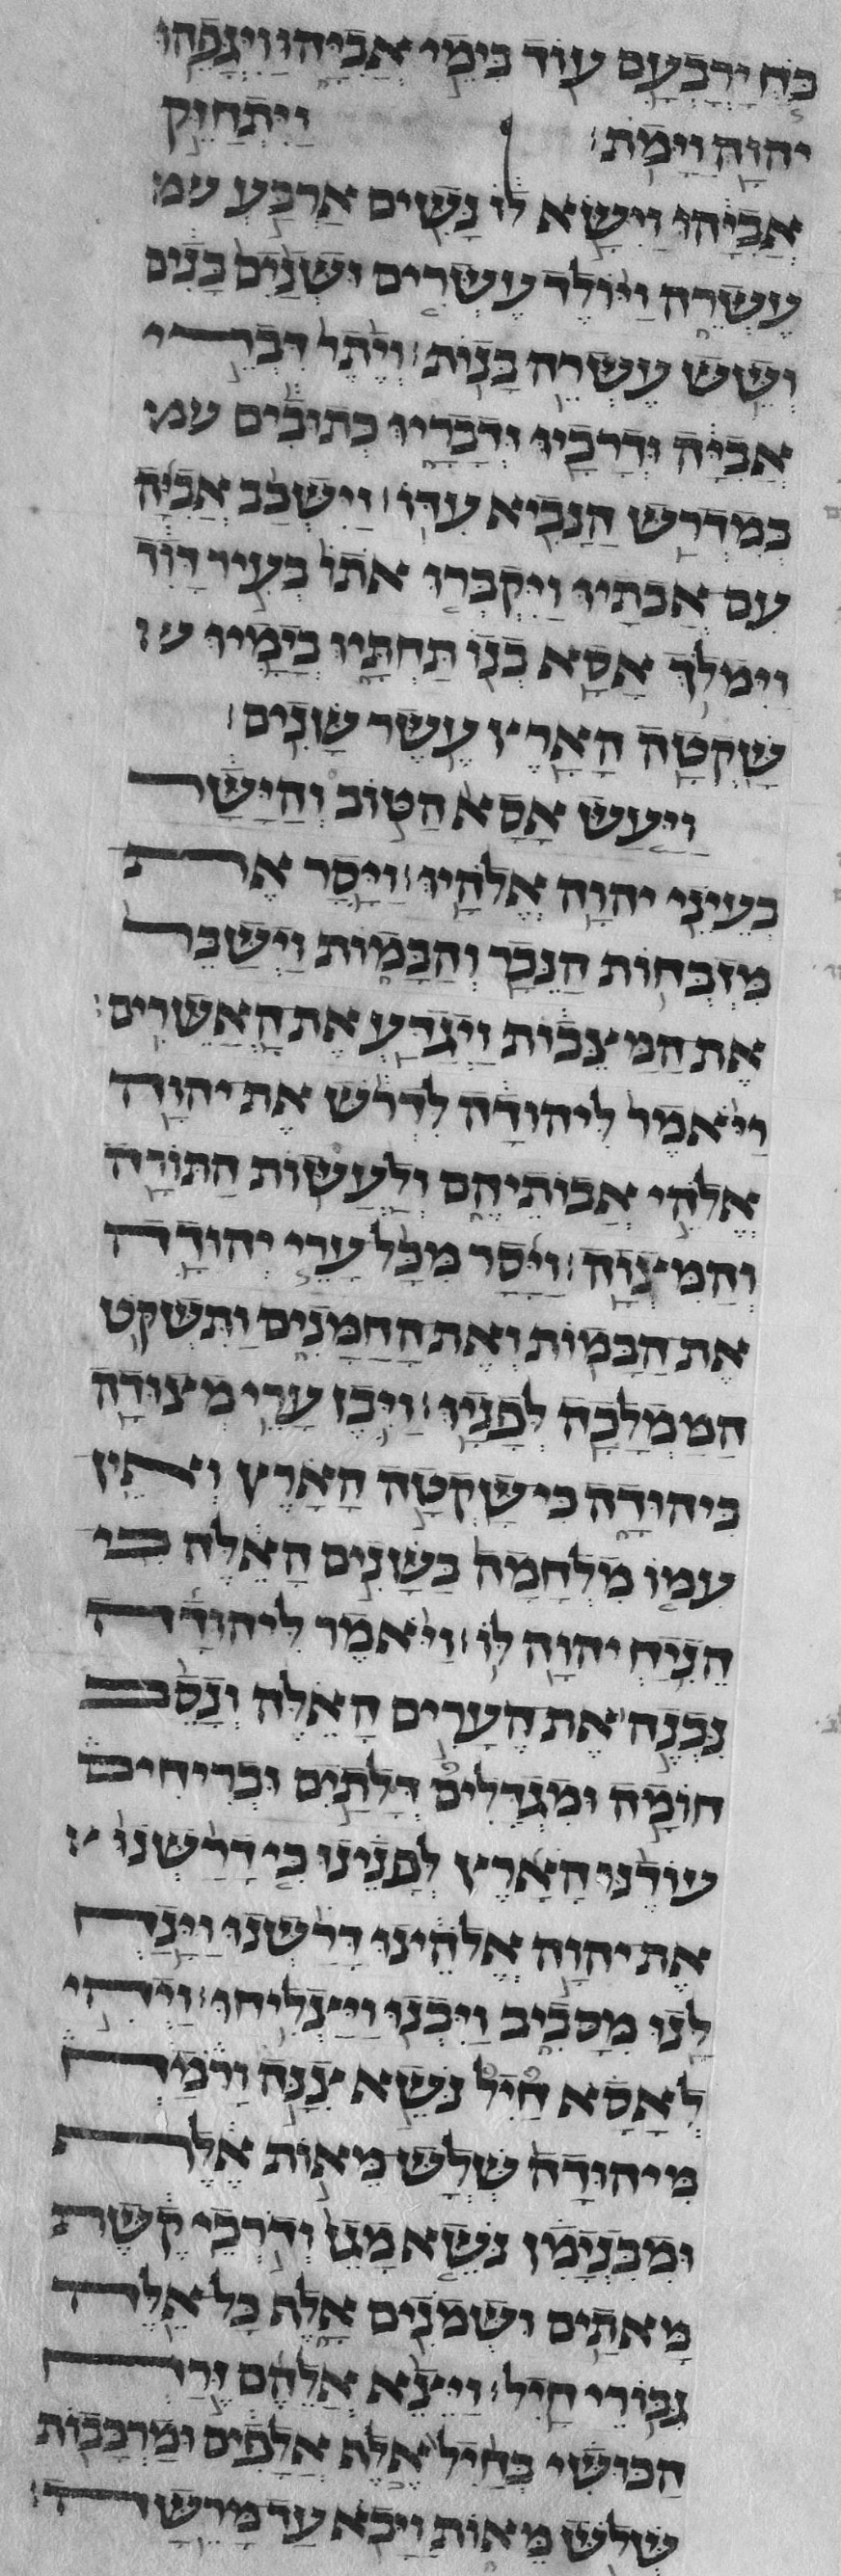 כח ירבעם עוד בימי אביהו ויגפהו
יהוה וימת׃ ויתחזק
אביהו וישא לו נשים ארבע
עשרה ויולד עשרים ושנים בנים
ושש עשרה בנות׃ ויתר דברי
אביה ודרכיו ודבריו כתובים
במדרש הנביא עדו׃ וישכב אביה
עם אבתיו ויקברו אתו בעיר דוד
וימלך אסא בנו תחתיו בימיו
שקטה הארץ עשר שנים׃
ויעש אסא הטוב והישר
בעיני יהוה אלהיו׃ ויסר את
מזבחות הנכר והבמות וישבר
את המצבות ויגדע את האשרים׃
ויאמר ליהודה לדרש את יהוה
אלהי אבותיהם ולעשות התורה
והמצוה׃ ויסר מכל ערי יהודה
את הבמות ואת החמנים ותשקט
הממלכה לפניו׃ ויבן ערי מצורה
ביהודה כי שקטה הארץ ואין
עמו מלחמה בשנים האלה כי
הניח יהוה לו׃ ויאמר ליהודה
נבנה את הערים האלה ונסב
חומה ומגדלים דלתים ובריחים
עודנו הארץ לפנינו כי דרשנו
את יהוה אלהינו דרשנו וינח
לנו מסביב ויבנו ויצליחו׃ ויהי
לאסא חיל נשא צנה ורמח
מיהודה שלש מאות אלף
ומבנימן נשא מגן ודרכי קשת
מאתים ושמנים אלף כל אלה
גבורי חיל׃ ויצא אלהם זרח
הכושי בחיל אלף אלפים ומרכבות
שלש מאות ויבא עד מרשה׃